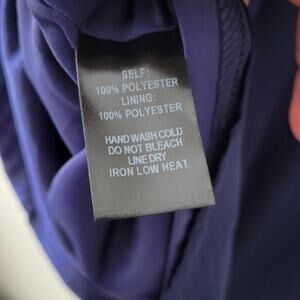 SELF:
100% POLYESTER
LINING:
100% POLYESTER
HAND WASH COLD
DO NOT BLEACH
LINE DRY
IRON LOW HEAT